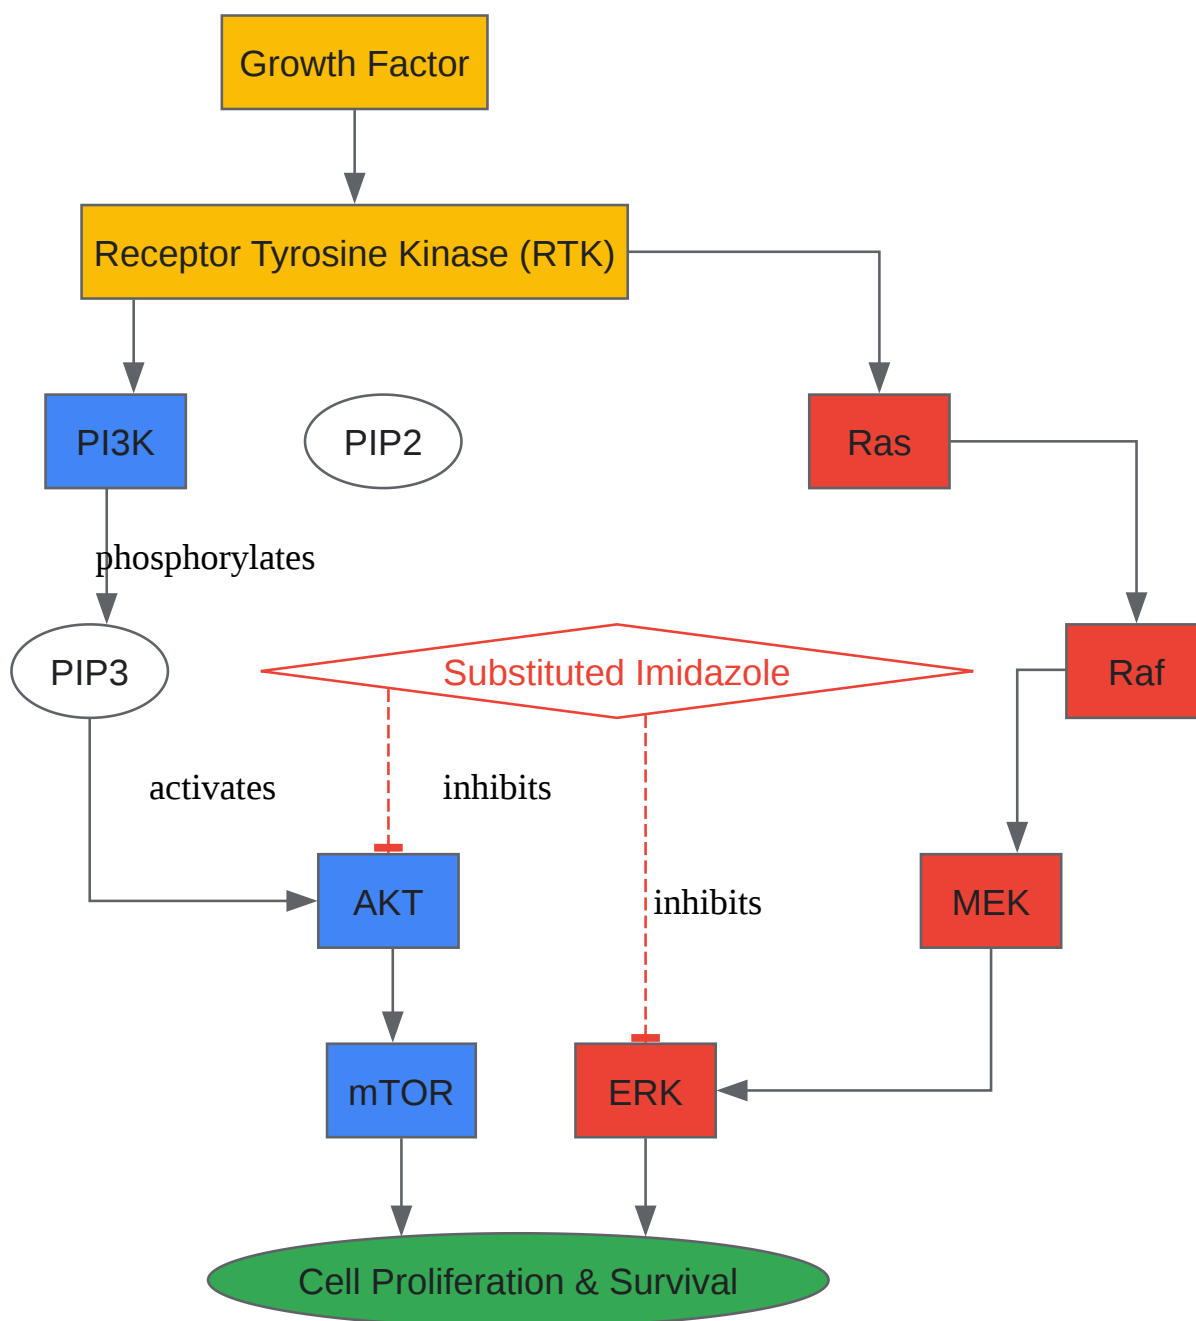 Growth Factor
Receptor Tyrosine Kinase (RTK)
PI3K
PIP2
Ras
phosphorylates
PIP3
Substituted Imidazole
Raf
activates
inhibits
AKT
inhibits
MEK
mTOR
ERK
Cell Proliferation & Survival